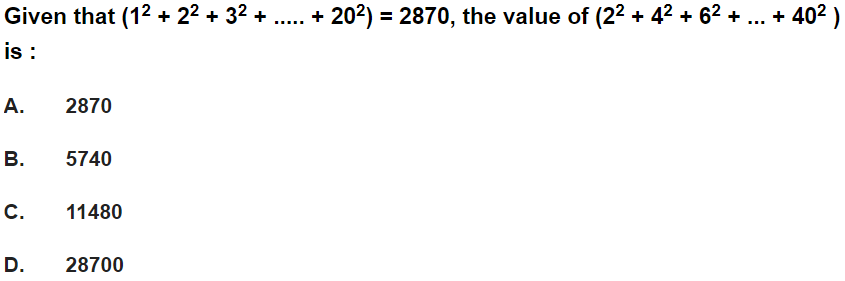 Given that (1² + 2² + 3² + ..... + 20²) = 2870, the value of (2² + 4² + 6² + ... + 40² )
is :
A. 2870
B. 5740
C. 11480
D. 28700